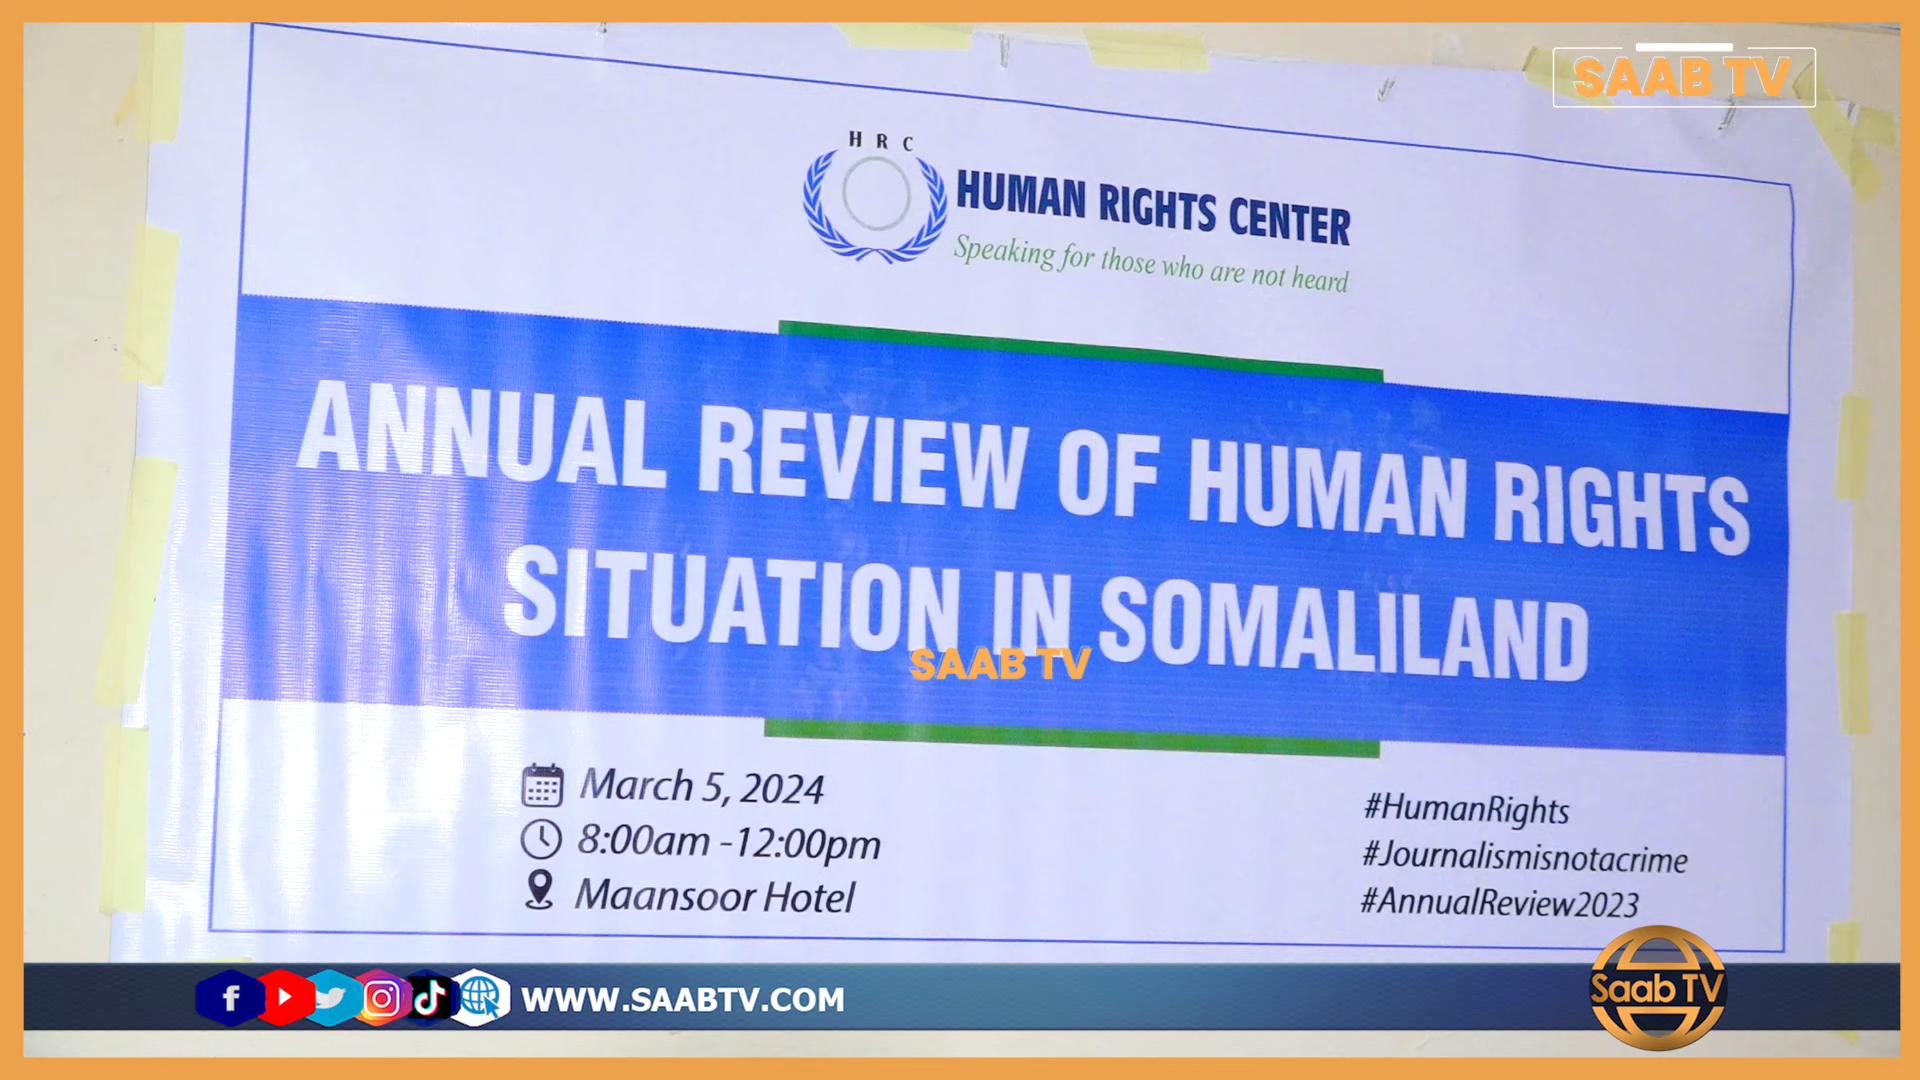 SAAB TV
H R C
HUMAN RIGHTS CENTER
Speaking for those who are not heard
ANNUAL REVIEW OF HUMAN RIGHTS
SITUATION IN SOMALILAND
SAAB TV
March 5, 2024
8:00am -12:00pm
Maansoor Hotel
#HumanRights
#Journalismisnotacrime
#AnnualReview2023
WWW.SAABTV.COM
Saab TV